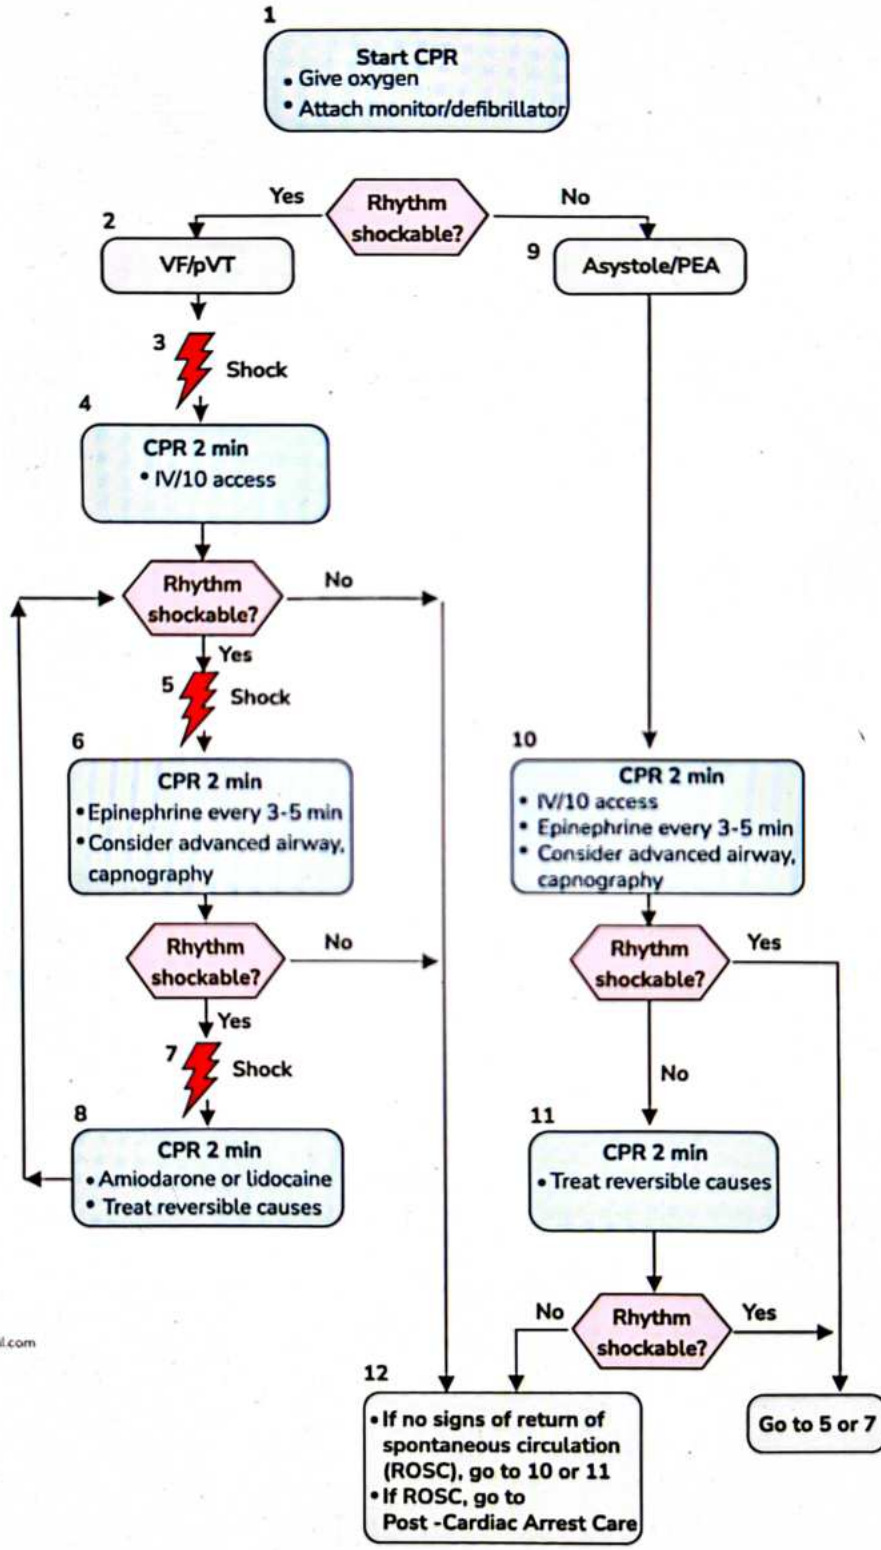 1
Start CPR
• Give oxygen
• Attach monitor/defibrillator
Rhythm
shockable?
Yes
No
2
VF/pVT
9
Asystole/PEA
3
Shock
4
CPR 2 min
• IV/10 access
Rhythm
shockable?
No
Yes
5
Shock
6
CPR 2 min
• Epinephrine every 3-5 min
• Consider advanced airway,
capnography
10
CPR 2 min
• IV/10 access
• Epinephrine every 3-5 min
• Consider advanced airway,
capnography
Rhythm
shockable?
No
Yes
Rhythm
shockable?
Yes
No
7
Shock
8
CPR 2 min
• Amiodarone or lidocaine
• Treat reversible causes
11
CPR 2 min
• Treat reversible causes
Rhythm
shockable?
No
Yes
il.com
12
• If no signs of return of
spontaneous circulation
(ROSC), go to 10 or 11
• If ROSC, go to
Post -Cardiac Arrest Care
Go to 5 or 7